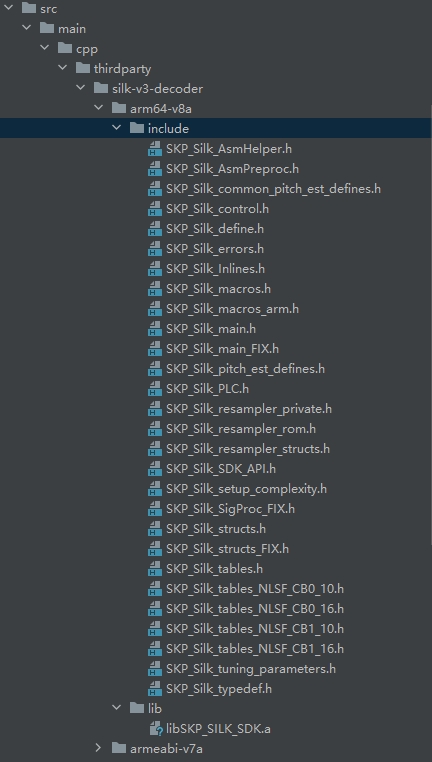 src
main
cpp
thirdparty
silk-v3-decoder
arm64-v8a
include
SKP_Silk_AsmHelper.h
SKP_Silk_AsmPreproc.h
SKP_Silk_common_pitch_est_defines.h
SKP_Silk_control.h
SKP_Silk_define.h
SKP_Silk_errors.h
SKP_Silk_Inlines.h
SKP_Silk_macros.h
SKP_Silk_macros_arm.h
SKP_Silk_main.h
SKP_Silk_main_FIX.h
SKP_Silk_pitch_est_defines.h
SKP_Silk_PLC.h
SKP_Silk_resampler_private.h
SKP_Silk_resampler_rom.h
SKP_Silk_resampler_structs.h
SKP_Silk_SDK_API.h
SKP_Silk_setup_complexity.h
SKP_Silk_SigProc_FIX.h
SKP_Silk_structs.h
SKP_Silk_structs_FIX.h
SKP_Silk_tables.h
SKP_Silk_tables_NLSF_CB0_10.h
SKP_Silk_tables_NLSF_CB0_16.h
SKP_Silk_tables_NLSF_CB1_10.h
SKP_Silk_tables_NLSF_CB1_16.h
SKP_Silk_tuning_parameters.h
SKP_Silk_typedef.h
lib
libSKP_SILK_SDK.a
armeabi-v7a